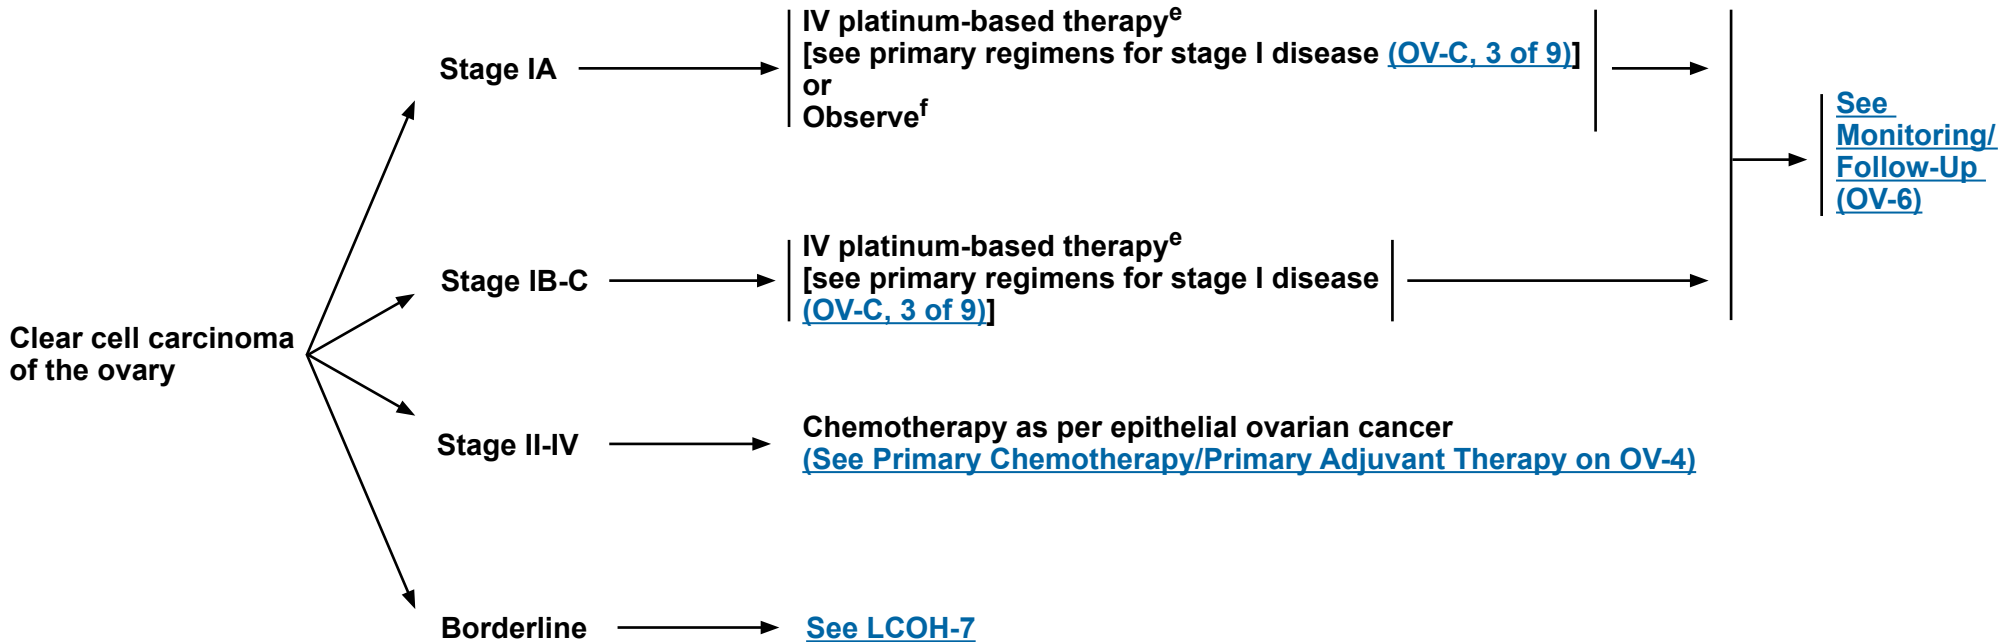 Clear cell carcinoma
of the ovary
Stage IA
IV platinum-based therapyᵉ
[see primary regimens for stage I disease (OV-C, 3 of 9)]
or
Observeᶠ
Stage IB-C
IV platinum-based therapyᵉ
[see primary regimens for stage I disease
(OV-C, 3 of 9)]
See
Monitoring/
Follow-Up
(OV-6)
Stage II-IV
Chemotherapy as per epithelial ovarian cancer
(See Primary Chemotherapy/Primary Adjuvant Therapy on OV-4)
Borderline
See LCOH-7